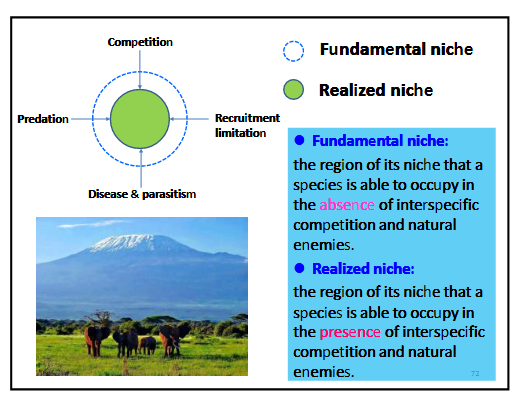 Competition
Predation
Recruitment
limitation
Disease & parasitism
Fundamental niche
Realized niche
● Fundamental niche:
the region of its niche that a
species is able to occupy in
the absence of interspecific
competition and natural
enemies.
● Realized niche:
the region of its niche that a
species is able to occupy in
the presence of interspecific
competition and natural
enemies.
72